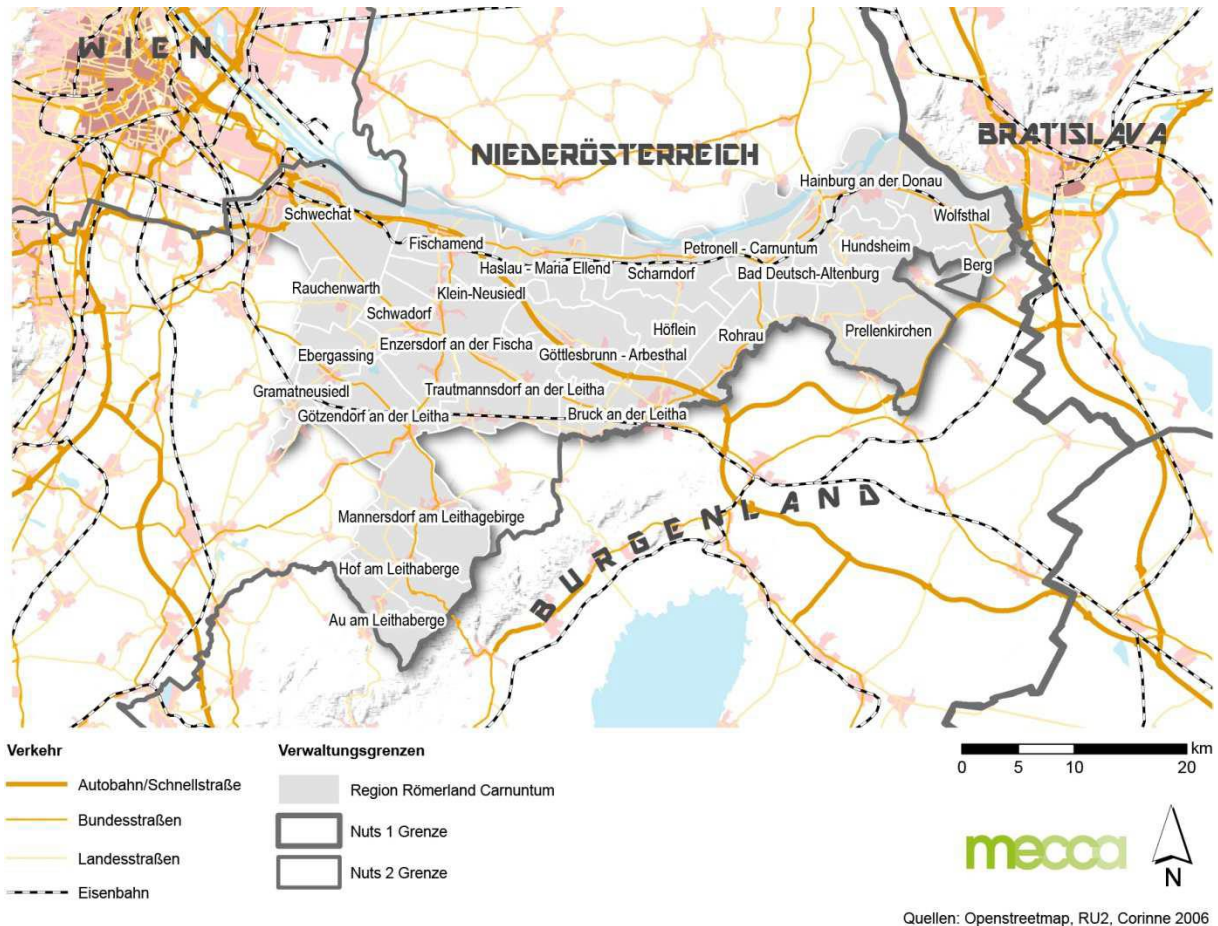 WIEN
NIEDERÖSTERREICH
BRATISLAVA
Hainburg an der Donau
Schwechat
Wolfsthal
Fischamend
Petronell - Carnuntum
Hundsheim
Haslau - Maria Ellend
Scharndorf
Bad Deutsch-Altenburg
Berg
Rauchenwarth
Klein-Neusiedl
Schwadorf
Höflein
Rohrau
Prellenkirchen
Enzersdorf an der Fischa
Ebergassing
Göttlesbrunn - Arbesthal
Gramatneusiedl
Trautmannsdorf an der Leitha
Götzendorf an der Leitha
Bruck an der Leitha
BURGENLAND
Mannersdorf am Leithagebirge
Hof am Leithaberge
Au am Leithaberge
Verkehr
Autobahn/Schnellstraße
Bundesstraßen
Landesstraßen
Eisenbahn
Verwaltungsgrenzen
Region Römerland Carnuntum
Nuts 1 Grenze
Nuts 2 Grenze
km
0 5 10 20
mecca
N
Quellen: Openstreetmap, RU2, Corinne 2006